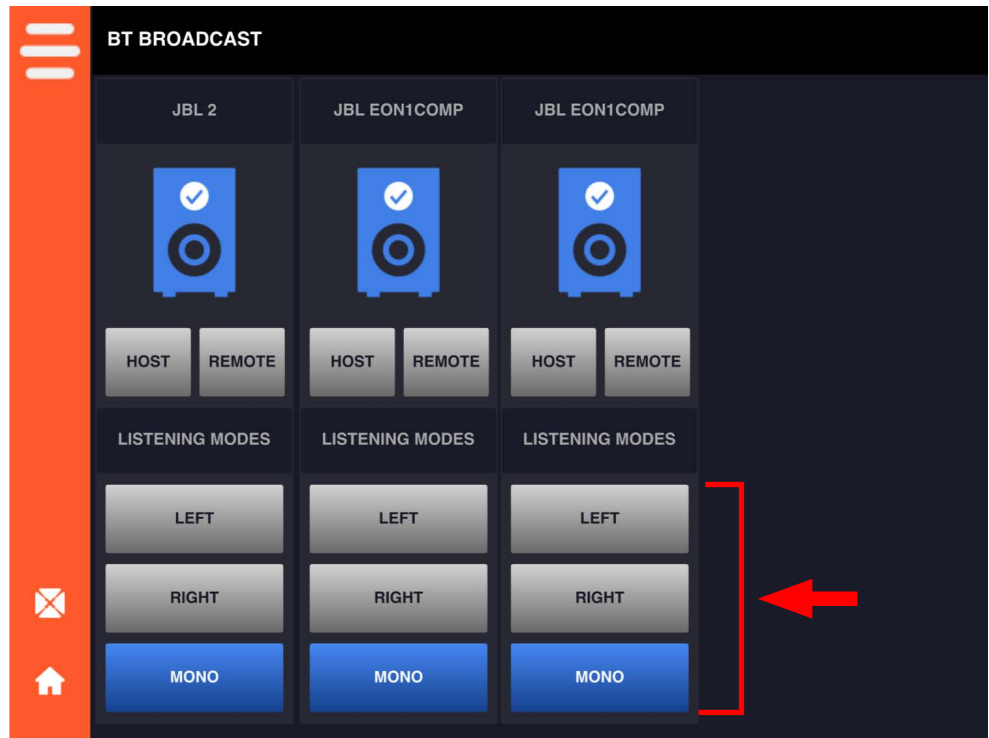 BT BROADCAST
JBL 2 JBL EON1COMP JBL EON1COMP
HOST REMOTE HOST REMOTE HOST REMOTE
LISTENING MODES LISTENING MODES LISTENING MODES
LEFT LEFT LEFT
RIGHT RIGHT RIGHT
MONO MONO MONO